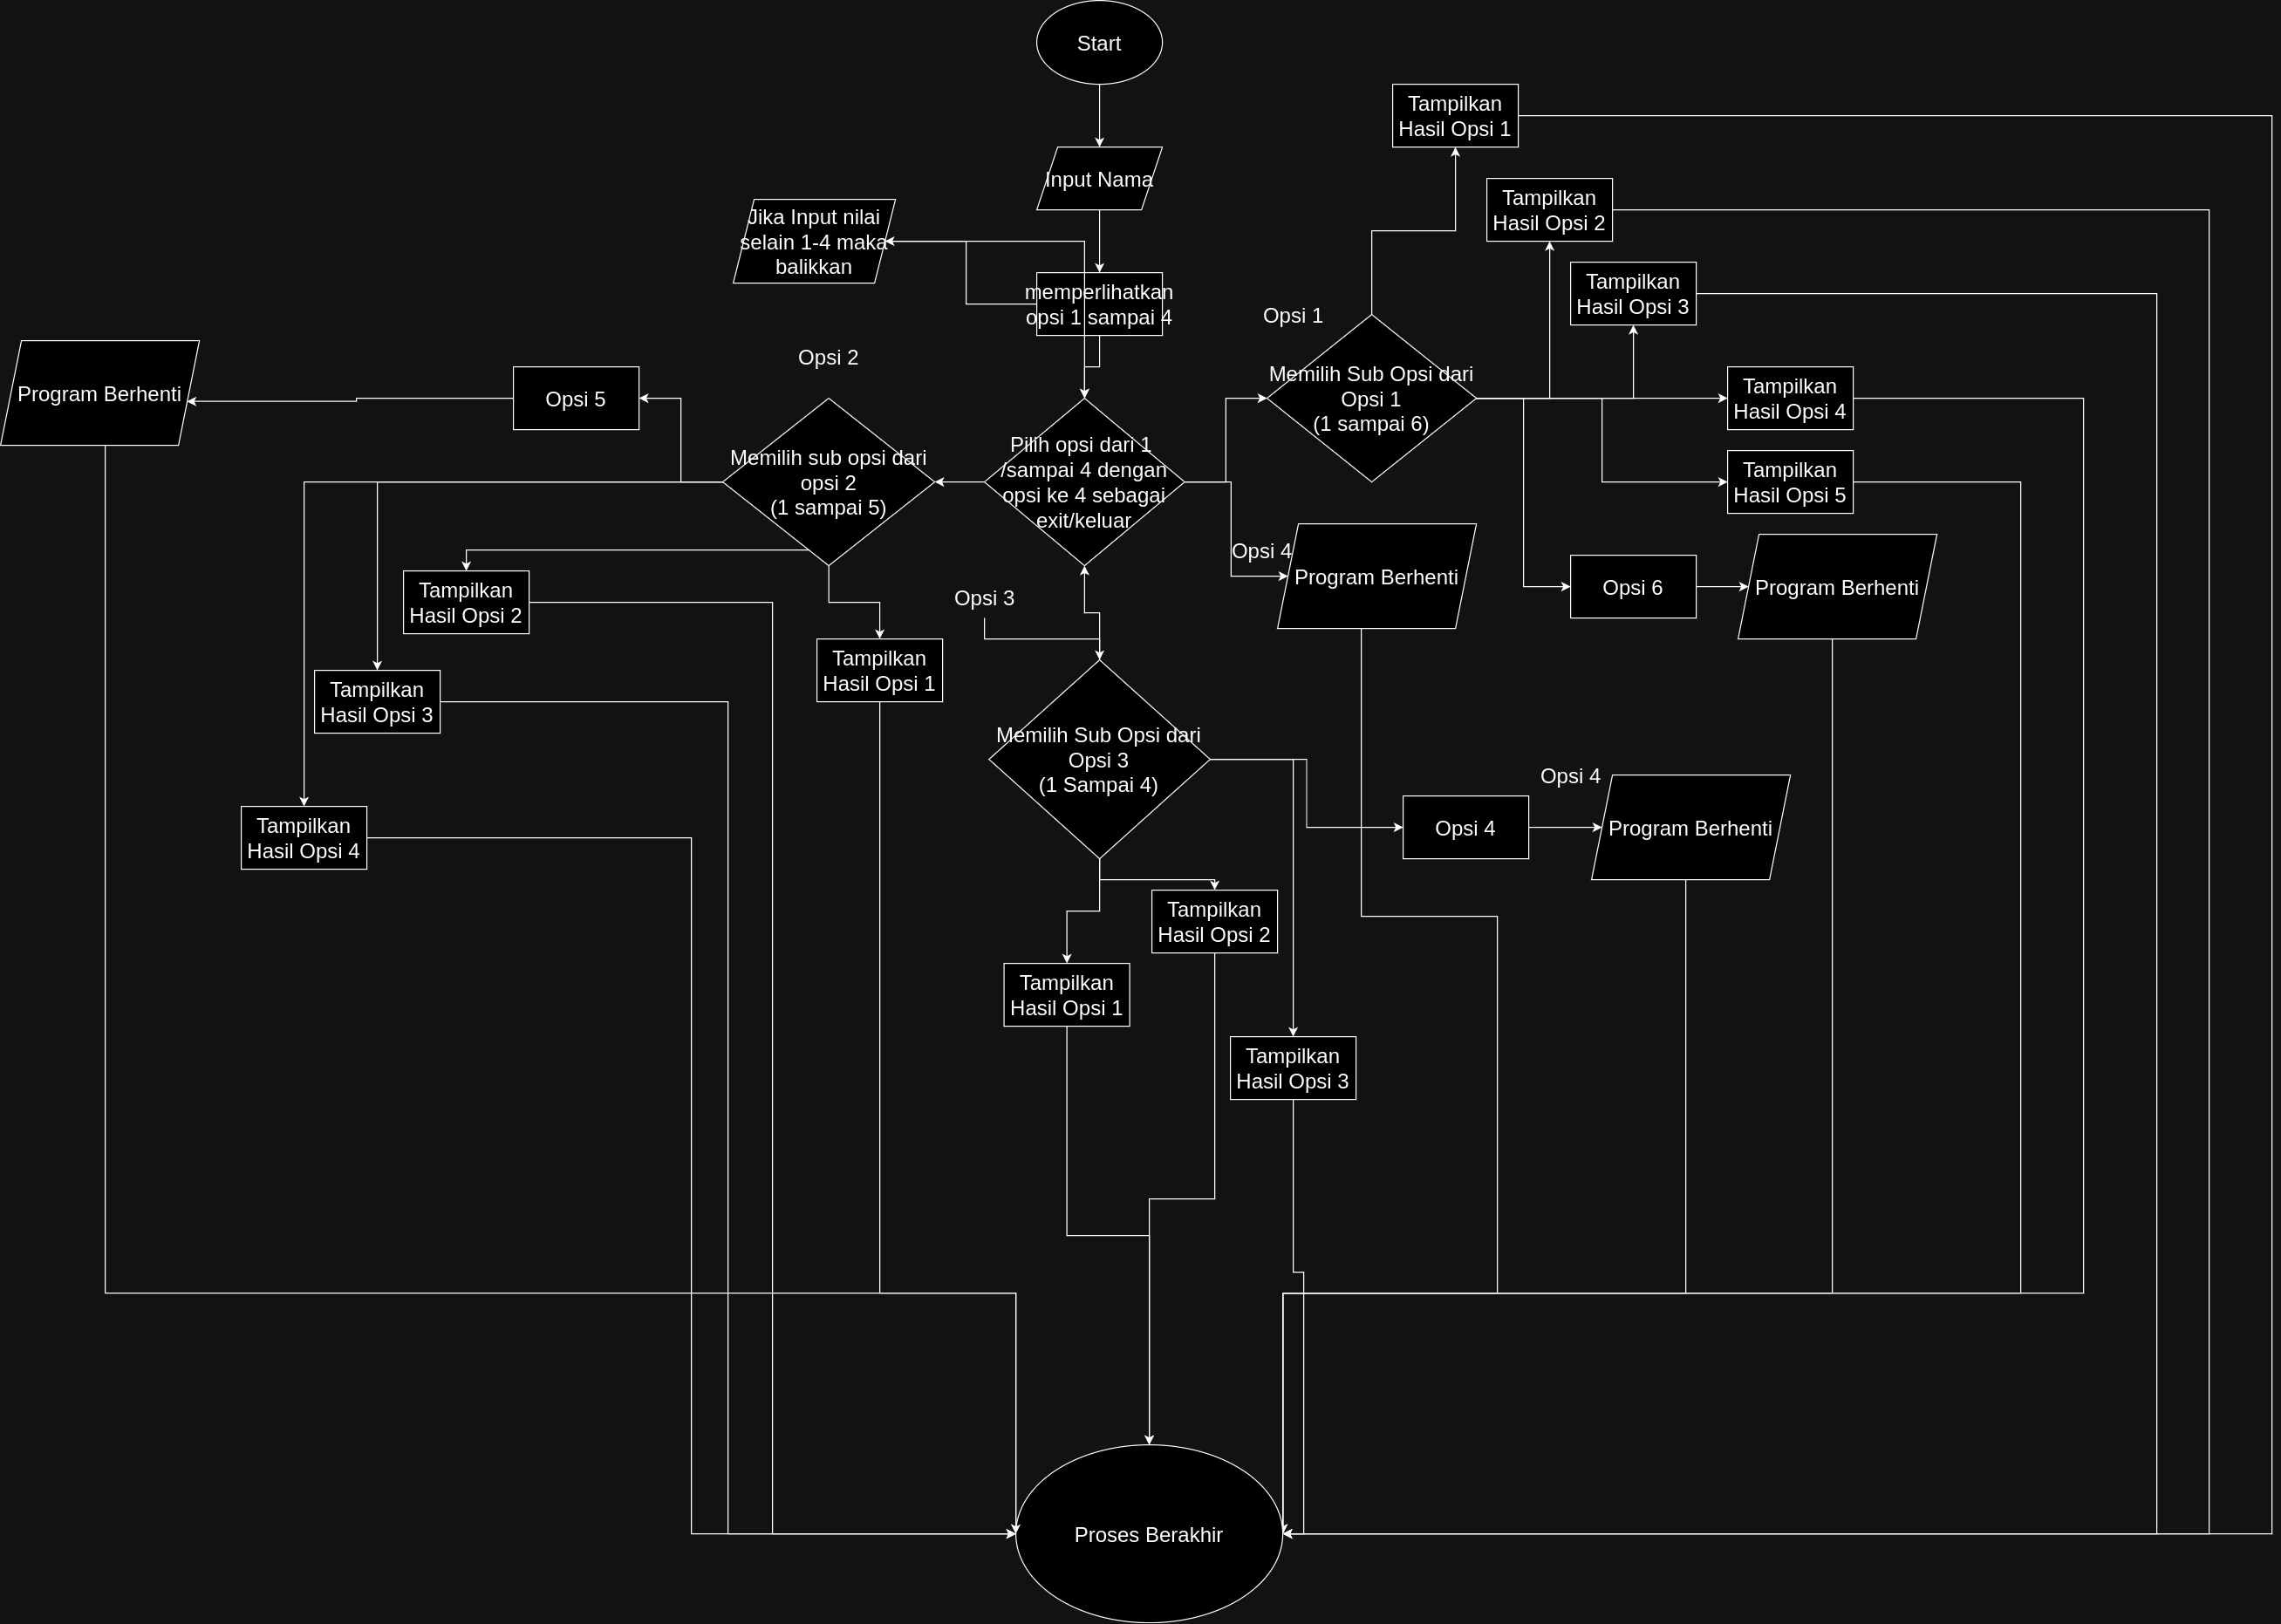 Start
Tampilkan
Hasil Opsi 1
Input Nama
Tampilkan
Hasil Opsi 2
Jika Input nilai
selain 1-4 maka
balikkan
memperlihatkan
opsi 1 sampai 4
Tampilkan
Hasil Opsi 3
Opsi 1
Opsi 2
Program Berhenti
Opsi 5
Memilih Sub Opsi dari
Opsi 1
(1 sampai 6)
Tampilkan
Hasil Opsi 4
Memilih sub opsi dari
opsi 2
(1 sampai 5)
Pilih opsi dari 1
/sampai 4 dengan
opsi ke 4 sebagai
exit/keluar
Tampilkan
Hasil Opsi 5
Opsi 4
Program Berhenti
Opsi 6
Program Berhenti
Tampilkan
Hasil Opsi 2
Opsi 3
Tampilkan
Hasil Opsi 1
Tampilkan
Hasil Opsi 3
Memilih Sub Opsi dari
Opsi 3
(1 Sampai 4)
Opsi 4
Opsi 4
Program Berhenti
Tampilkan
Hasil Opsi 4
Tampilkan
Hasil Opsi 2
Tampilkan
Hasil Opsi 1
Tampilkan
Hasil Opsi 3
Proses Berakhir